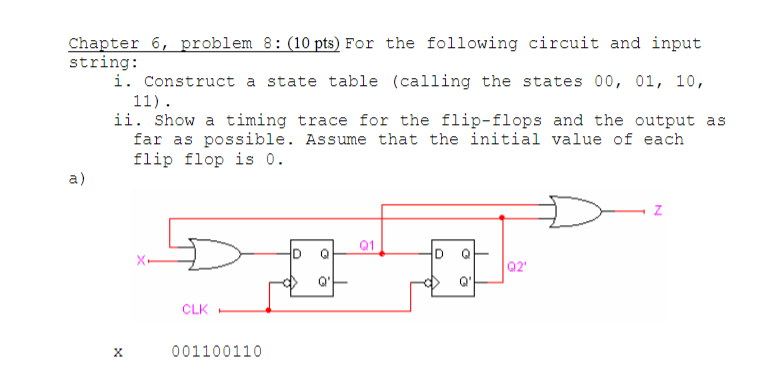 Chapter 6, problem 8: (10 pts) For the following circuit and input
string:
i. Construct a state table (calling the states 00, 01, 10,
11).
ii. Show a timing trace for the flip-flops and the output as
far as possible. Assume that the initial value of each
flip flop is 0.
a)
Z
Q1
D Q
D Q
X
Q2'
Q'
Q'
CLK
x 001100110